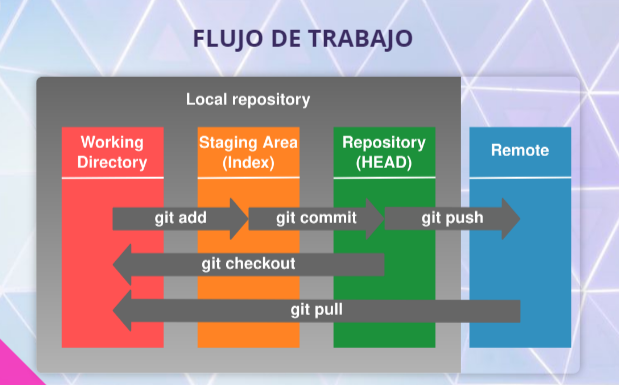 FLUJO DE TRABAJO
Local repository
Working
Directory
Staging Area
(Index)
Repository
(HEAD)
Remote
git add
git commit
git push
git checkout
git pull